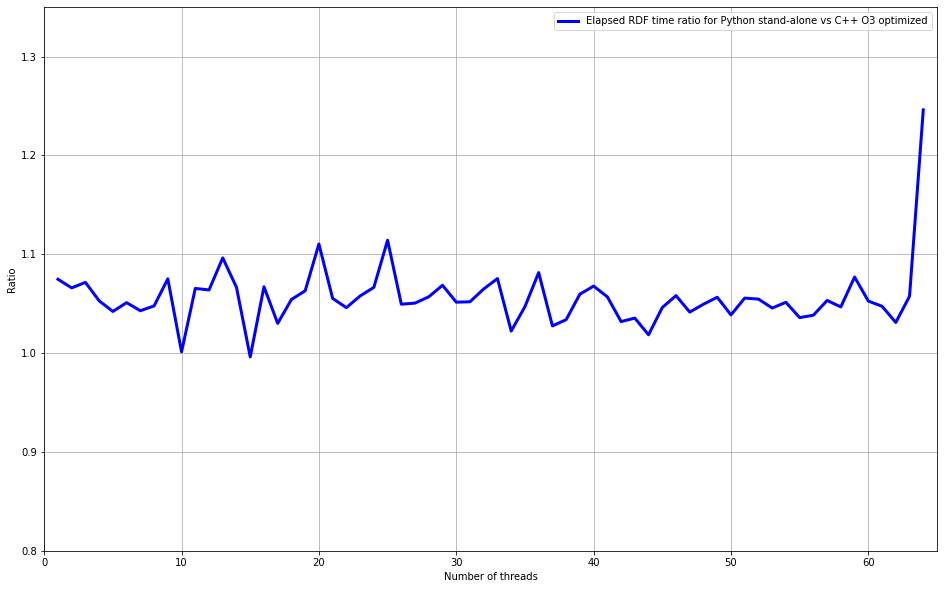 Elapsed RDF time ratio for Python stand-alone vs C++ O3 optimized
1.3
1.2
1.1
1.0
0.9
0.8
Ratio
0 10 20 30 40 50 60
Number of threads